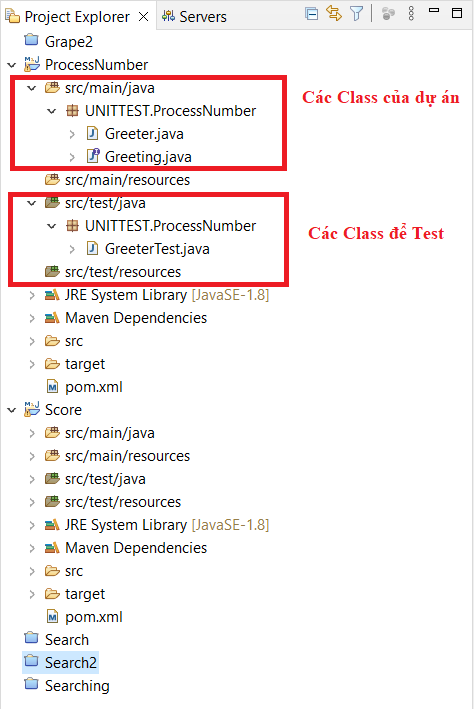 Project Explorer
Servers
Grape2
ProcessNumber
src/main/java
Các Class của dự án
UNITTEST.ProcessNumber
Greeter.java
Greeting.java
src/main/resources
src/test/java
UNITTEST.ProcessNumber
Các Class để Test
GreeterTest.java
src/test/resources
JRE System Library [JavaSE-1.8]
Maven Dependencies
src
target
pom.xml
Score
src/main/java
src/main/resources
src/test/java
src/test/resources
JRE System Library [JavaSE-1.8]
Maven Dependencies
src
target
pom.xml
Search
Search2
Searching